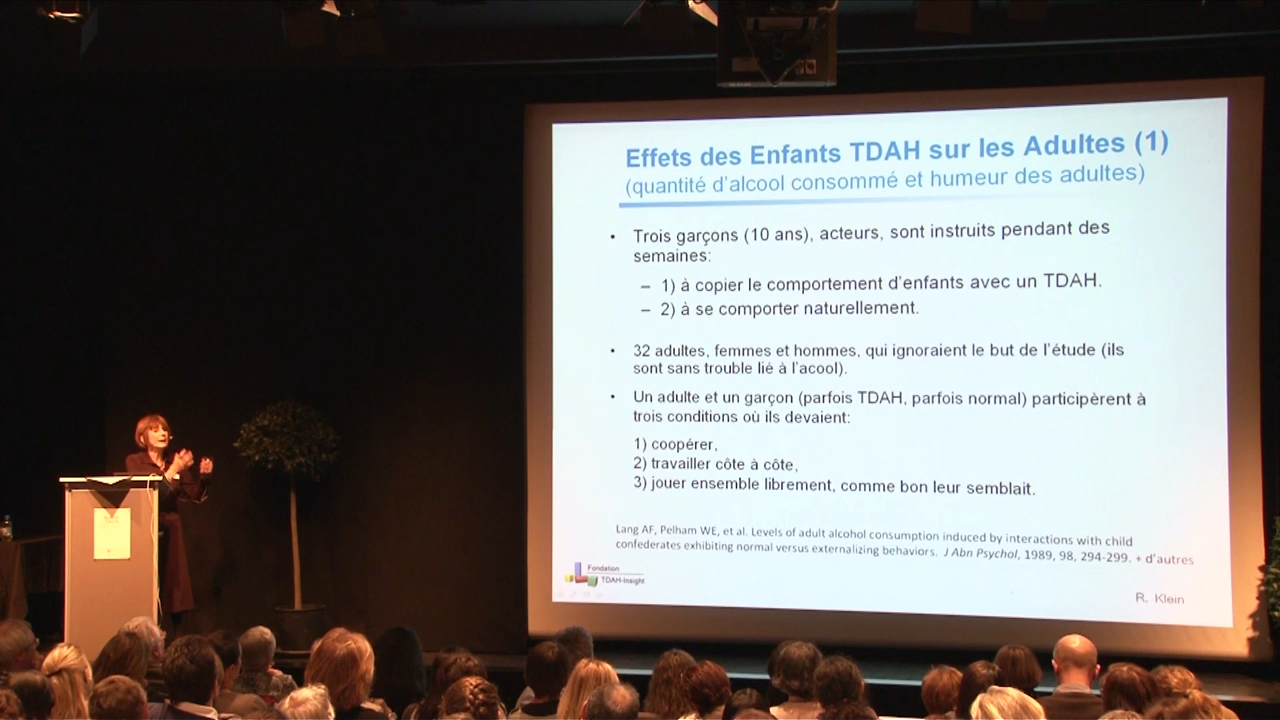 Effets des Enfants TDAH sur les Adultes (1)
(quantité d'alcool consommé et humeur des adultes)
• Trois garçons (10 ans), acteurs, sont instruits pendant des
semaines:
– 1) à copier le comportement d'enfants avec un TDAH.
– 2) à se comporter naturellement.
• 32 adultes, femmes et hommes, qui ignoraient le but de l'étude (ils
sont sans trouble lié à l'acool).
• Un adulte et un garçon (parfois TDAH, parfois normal) participèrent à
trois conditions où ils devaient:
1) coopérer,
2) travailler côte à côte,
3) jouer ensemble librement, comme bon leur semblait.
Lang AF, Pelham WE, et al. Levels of adult alcohol consumption induced by interactions with child
confederates exhibiting normal versus externalizing behaviors. J Abn Psychol, 1989, 98, 294-299. + d'autres
Fondation
TDAH-Insight
R. Klein